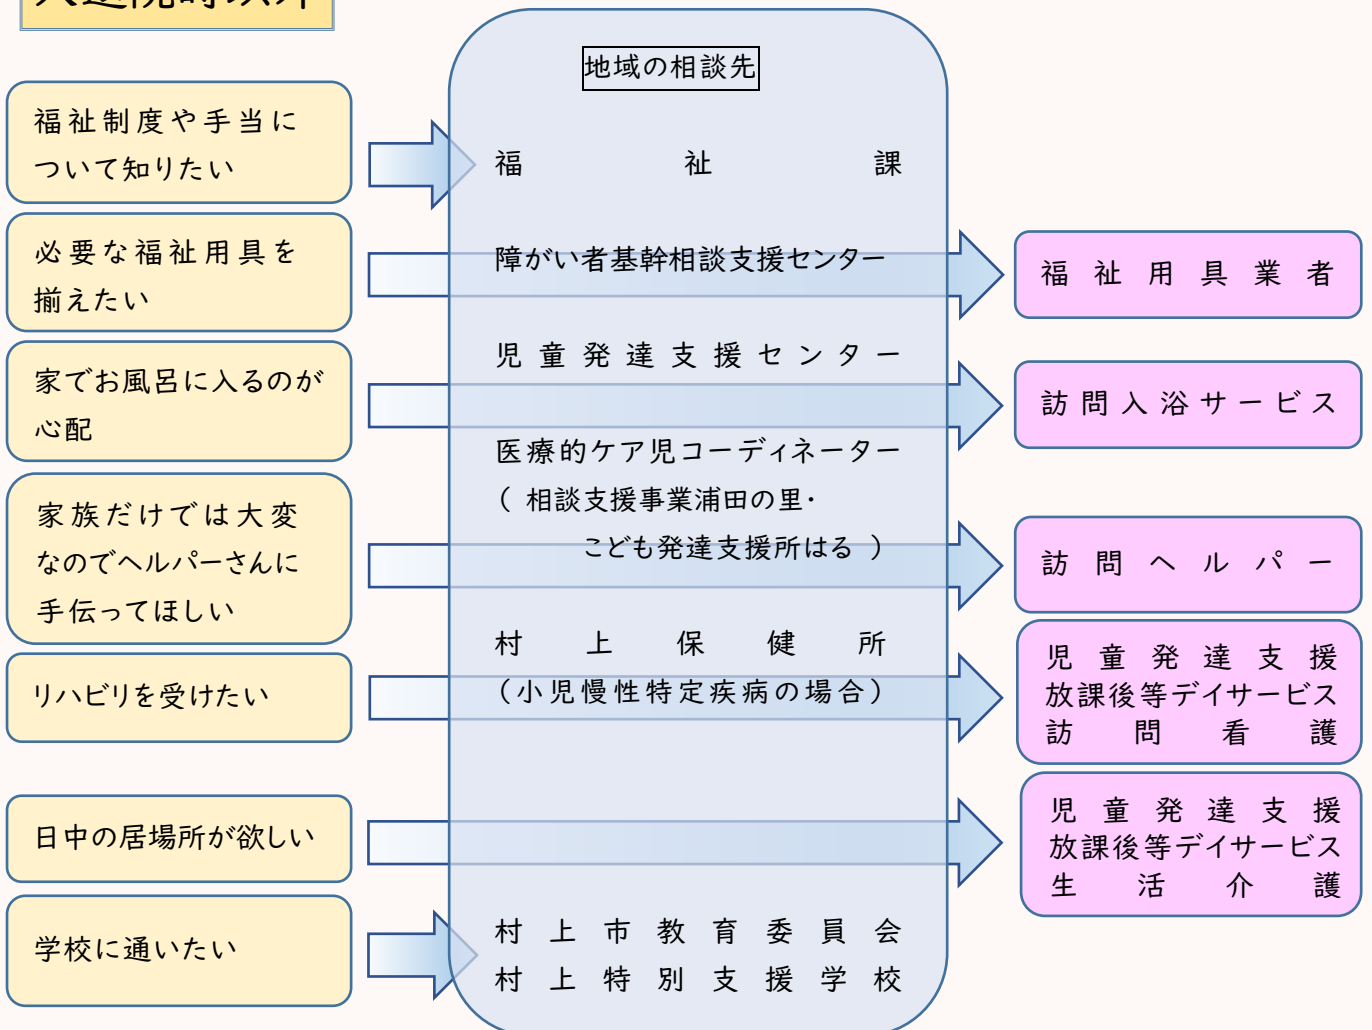 地域の相談先
福祉制度や手当に
ついて知りたい
福祉課
必要な福祉用具を
揃えたい
障がい者基幹相談支援センター
福祉用具業者
児童発達支援センター
家でお風呂に入るのが
心配
訪問入浴サービス
医療的ケア児コーディネーター
（相談支援事業浦田の里・
こども発達支援所はる）
家族だけでは大変
なのでヘルパーさんに
手伝ってほしい
訪問ヘルパー
村上保健所
（小児慢性特定疾病の場合）
リハビリを受けたい
児童発達支援
放課後等デイサービス
訪問看護
日中の居場所が欲しい
児童発達支援
放課後等デイサービス
生活介護
学校に通いたい
村上市教育委員会
村上特別支援学校